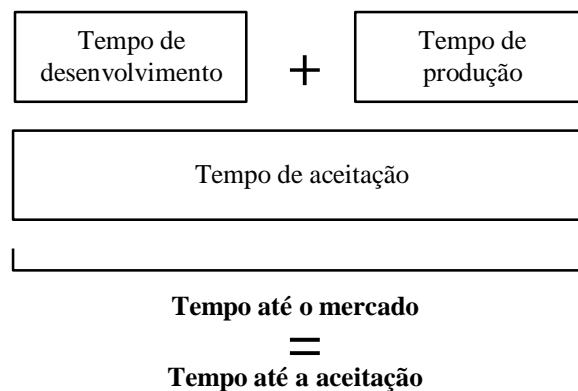 Tempo de
desenvolvimento
+
Tempo de
produção
Tempo de aceitação
Tempo até o mercado
=
Tempo até a aceitação